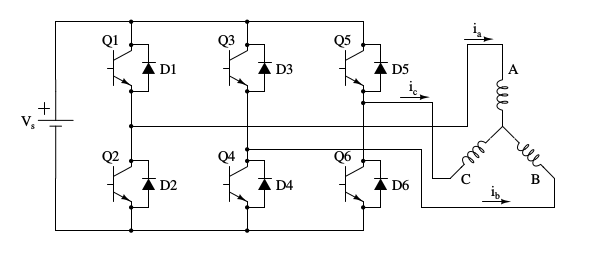 i_a
Q1 Q3 Q5
A
D1 D3 D5
i_c
+
V_s
Q2 Q4 Q6
D2 D4 D6
C B
i_b